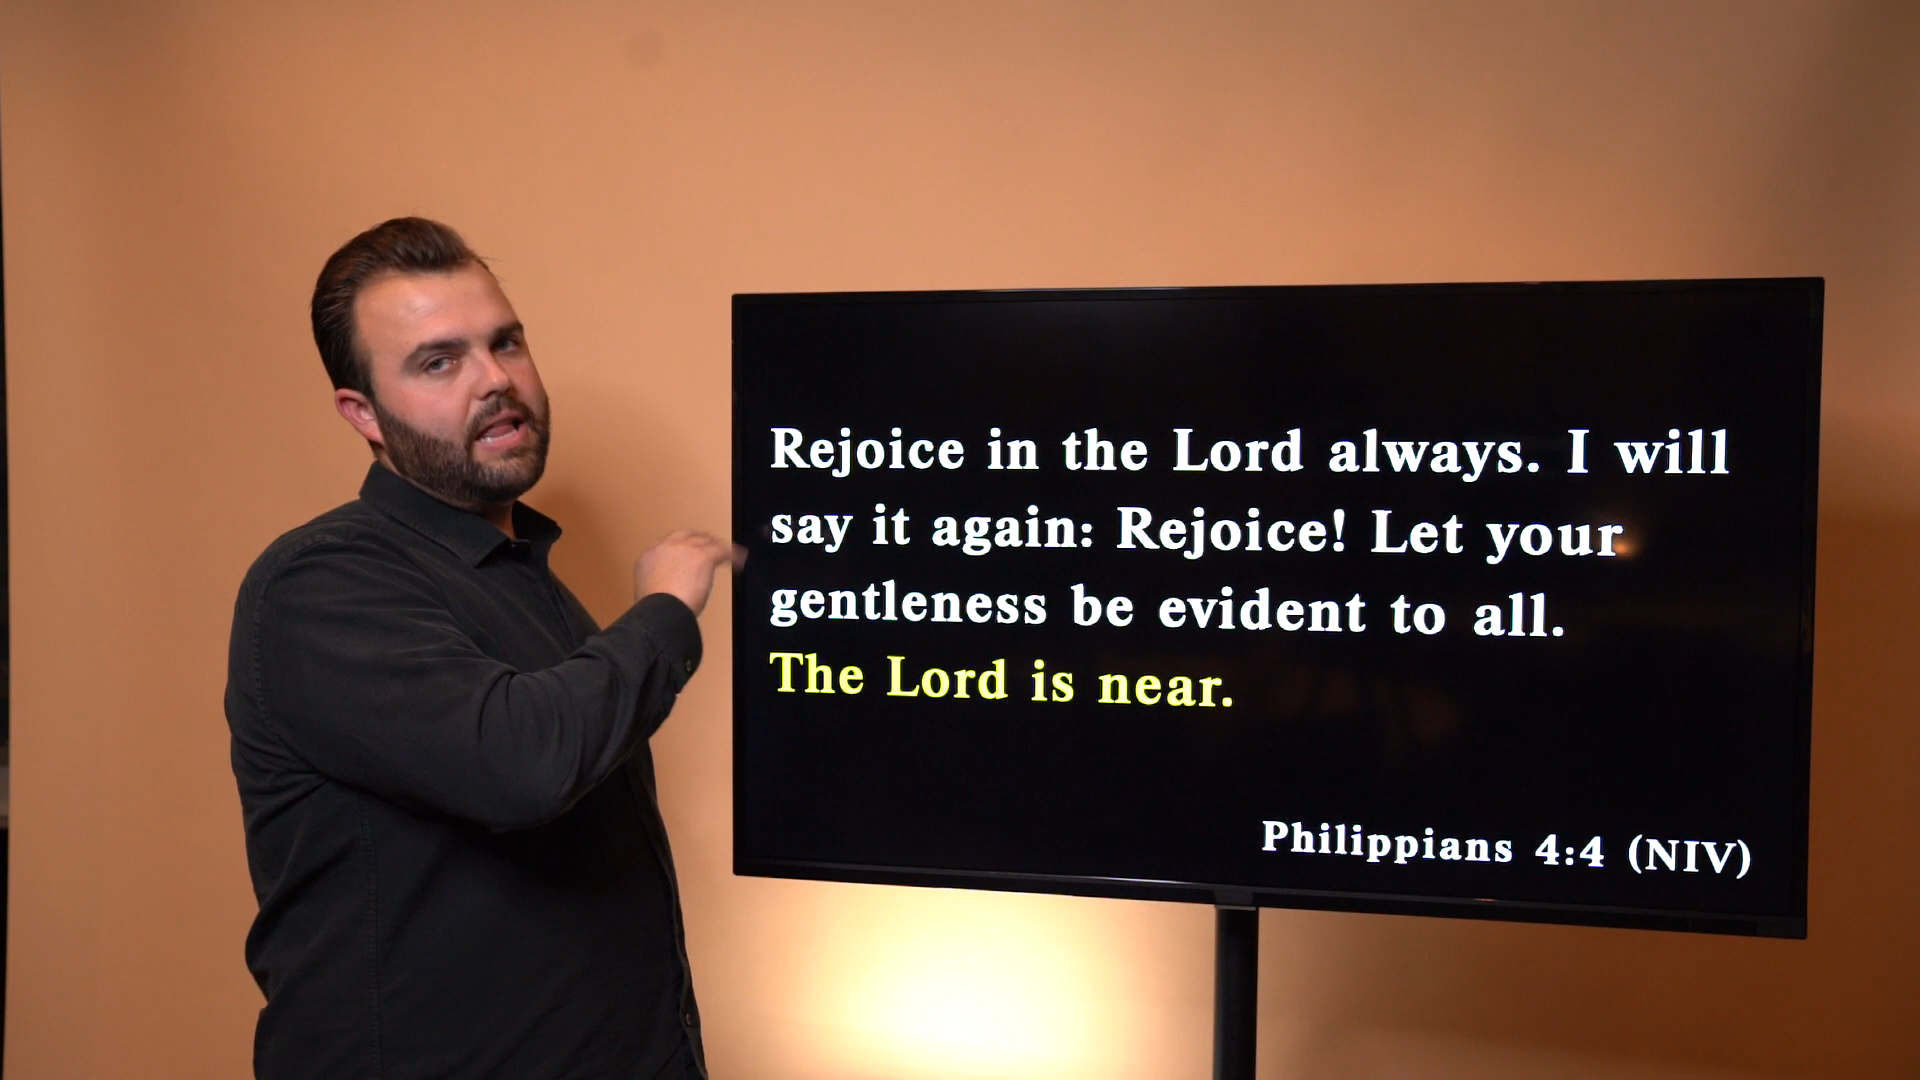 Rejoice in the Lord always. I will
say it again: Rejoice! Let your
gentleness be evident to all.
The Lord is near.
Philippians 4:4 (NIV)